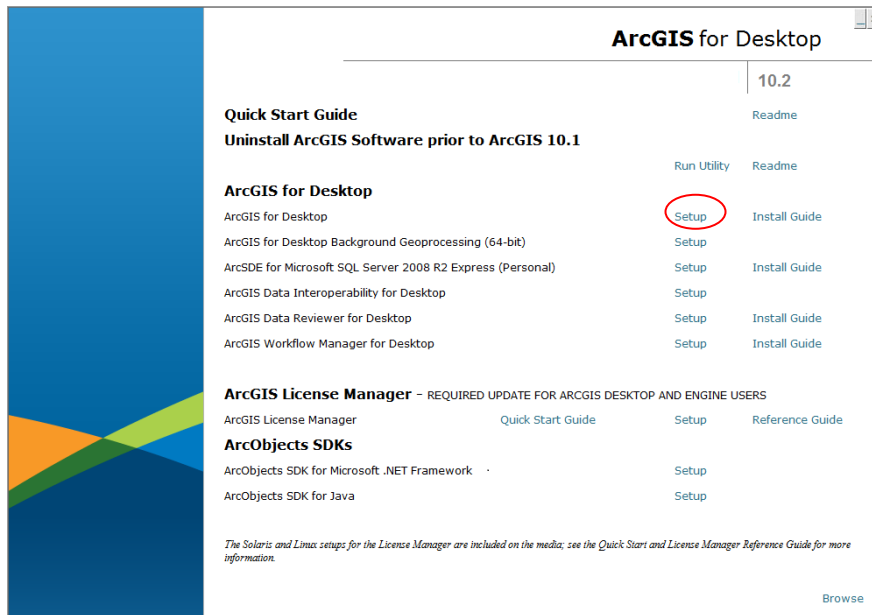 ArcGIS for Desktop
10.2
Quick Start Guide Readme
Uninstall ArcGIS Software prior to ArcGIS 10.1
Run Utility Readme
ArcGIS for Desktop
ArcGIS for Desktop Setup Install Guide
ArcGIS for Desktop Background Geoprocessing (64-bit) Setup
ArcSDE for Microsoft SQL Server 2008 R2 Express (Personal) Setup Install Guide
ArcGIS Data Interoperability for Desktop Setup
ArcGIS Data Reviewer for Desktop Setup Install Guide
ArcGIS Workflow Manager for Desktop Setup Install Guide
ArcGIS License Manager - REQUIRED UPDATE FOR ARCGIS DESKTOP AND ENGINE USERS
ArcGIS License Manager Quick Start Guide Setup Reference Guide
ArcObjects SDKs
ArcObjects SDK for Microsoft .NET Framework · Setup
ArcObjects SDK for Java Setup
The Solaris and Linux setups for the License Manager are included on the media; see the Quick Start and License Manager Reference Guide for more
information.
Browse